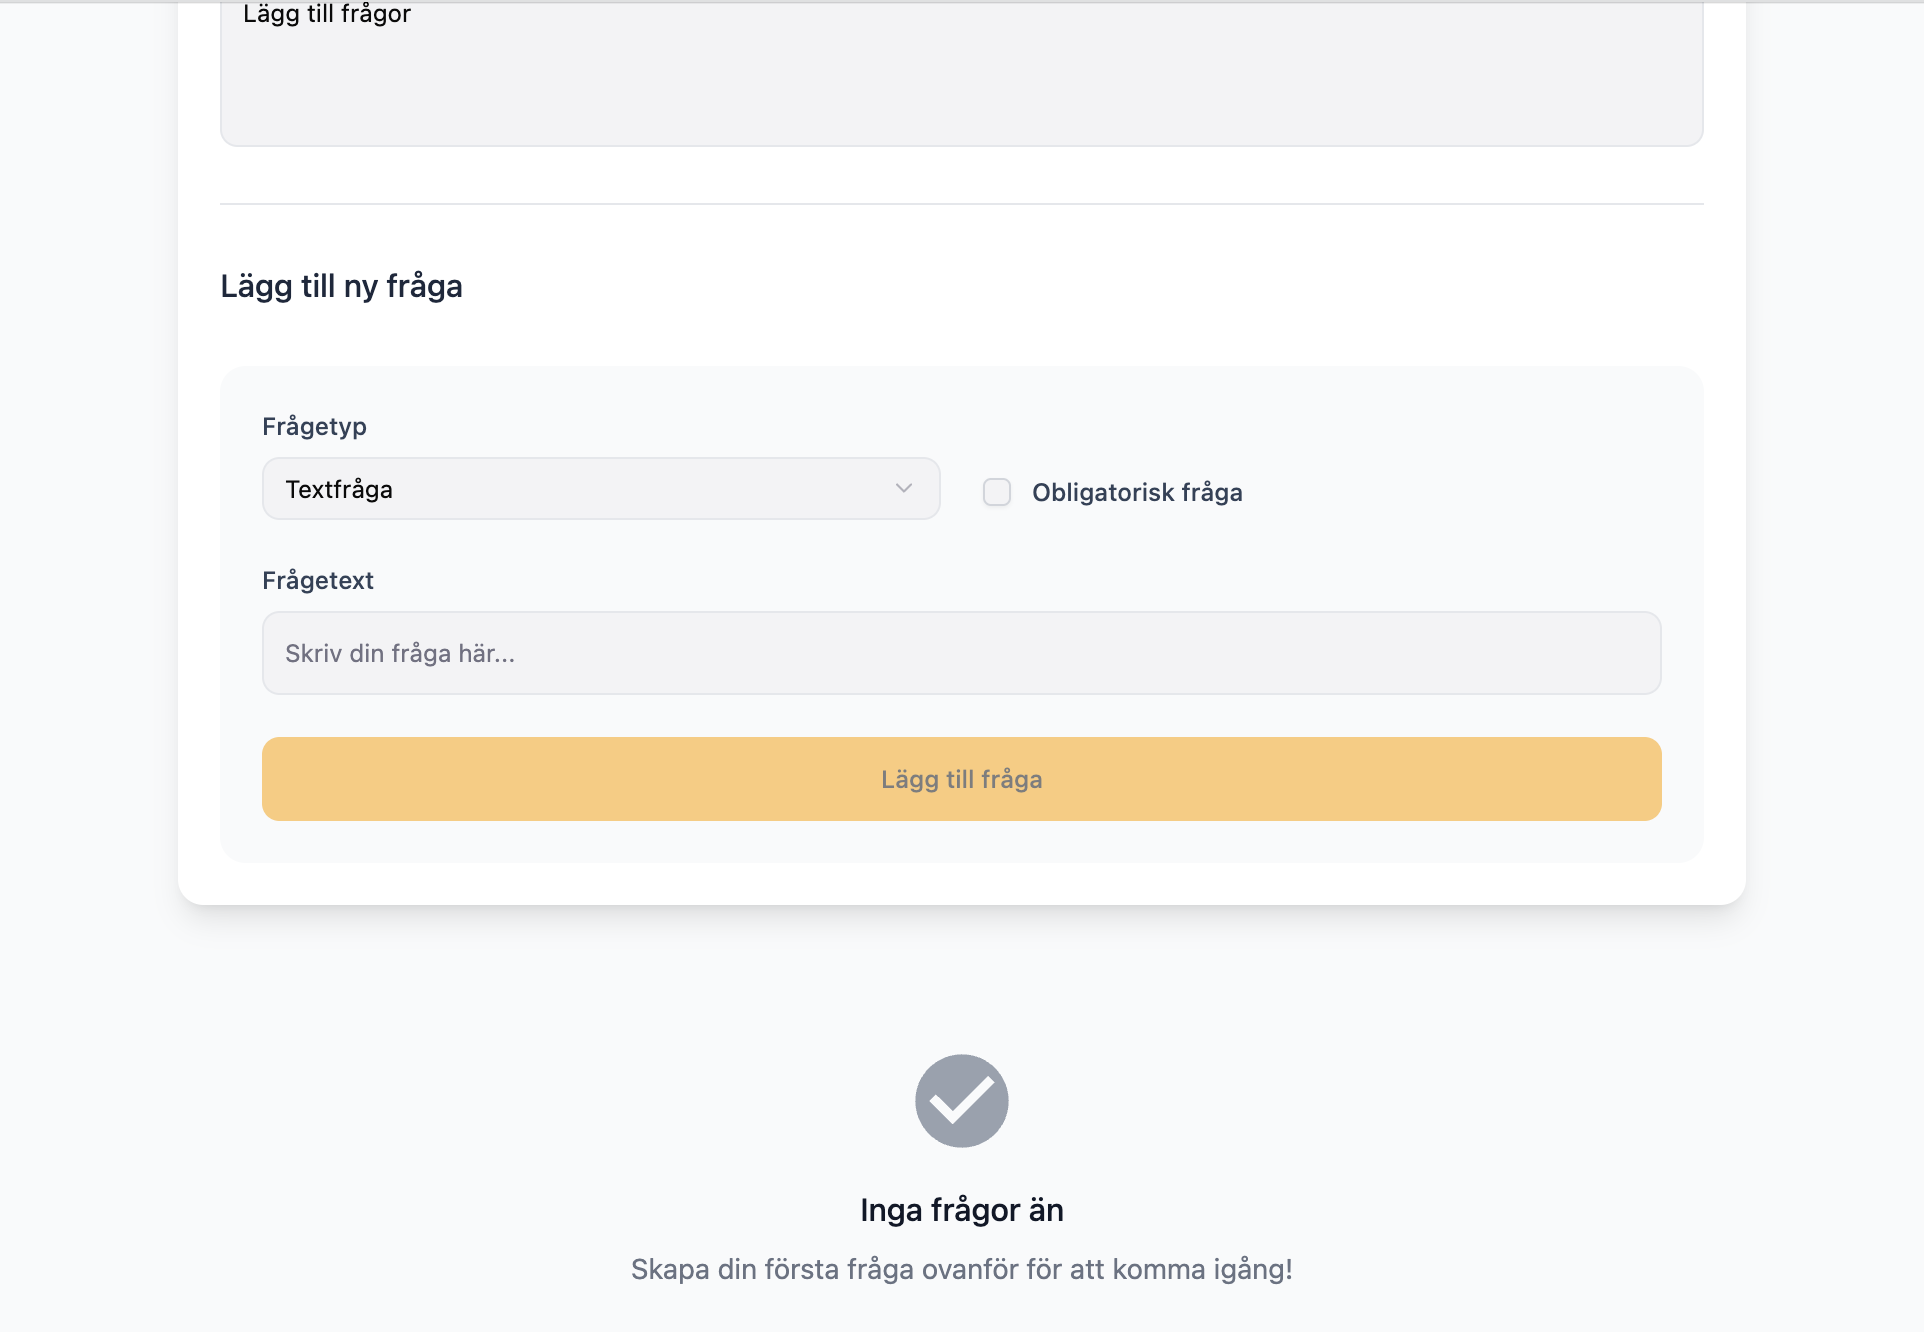 Lägg till frågor
Lägg till ny fråga
Frågetyp
Textfråga
Obligatorisk fråga
Frågetext
Skriv din fråga här...
Lägg till fråga
Inga frågor än
Skapa din första fråga ovanför för att komma igång!